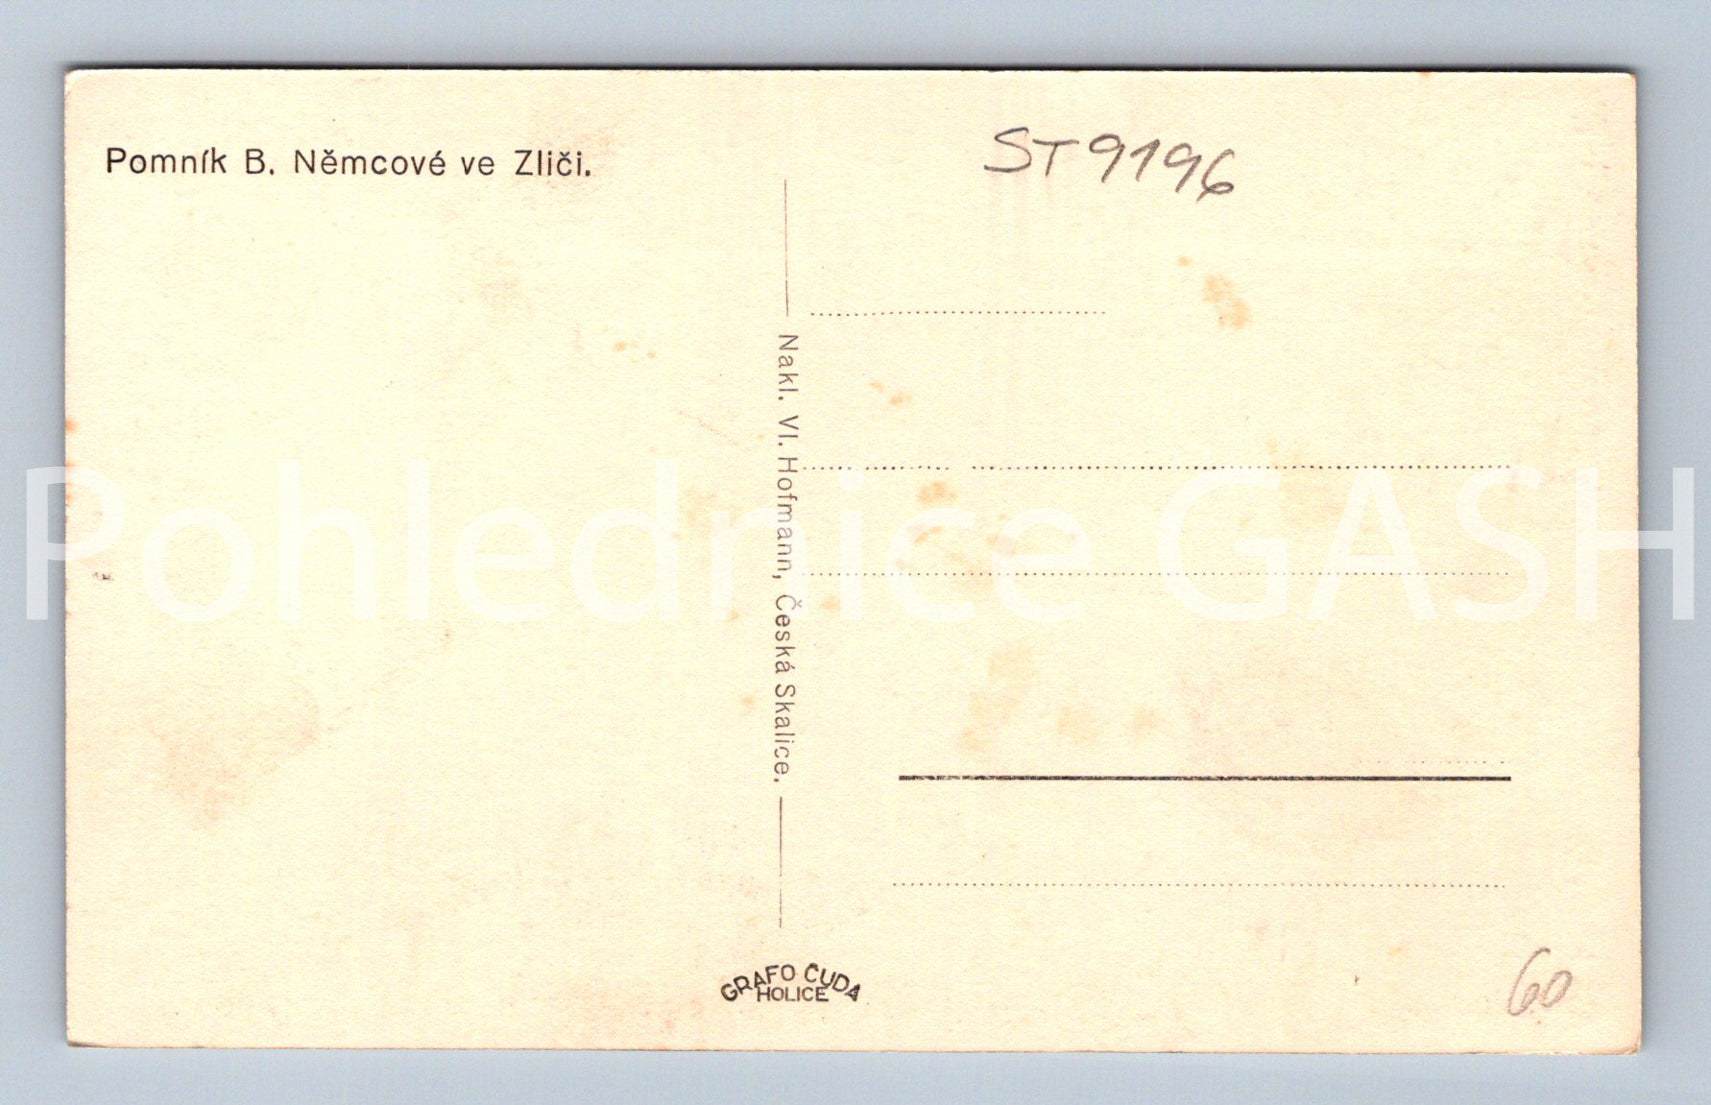 Pomník B. Němcové ve Zliči.
ST9196
Nakl. Vl. Hofmann, Česká Skalice.
Pohlednice GASH
GRAFO ČUDA
HOLICE
60